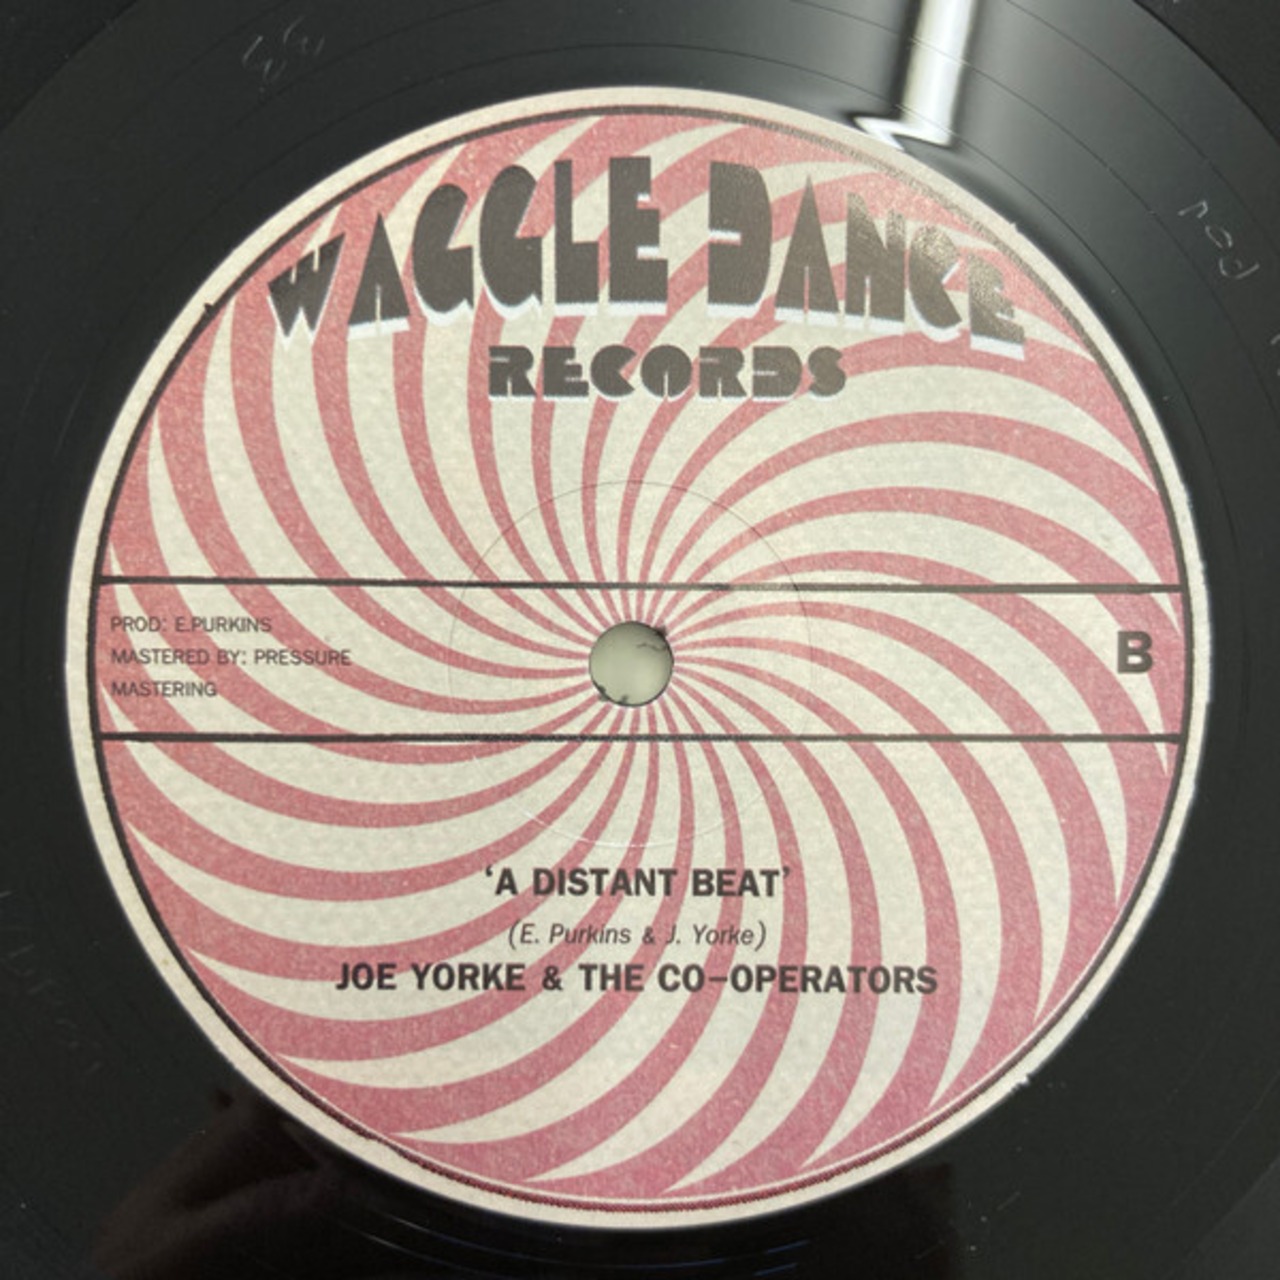 WAGGLE DANCE
RECORDS
PROD: E.PURKINS
MASTERED BY: PRESSURE
MASTERING
B
'A DISTANT BEAT'
(E. Purkins & J. Yorke)
JOE YORKE & THE CO-OPERATORS